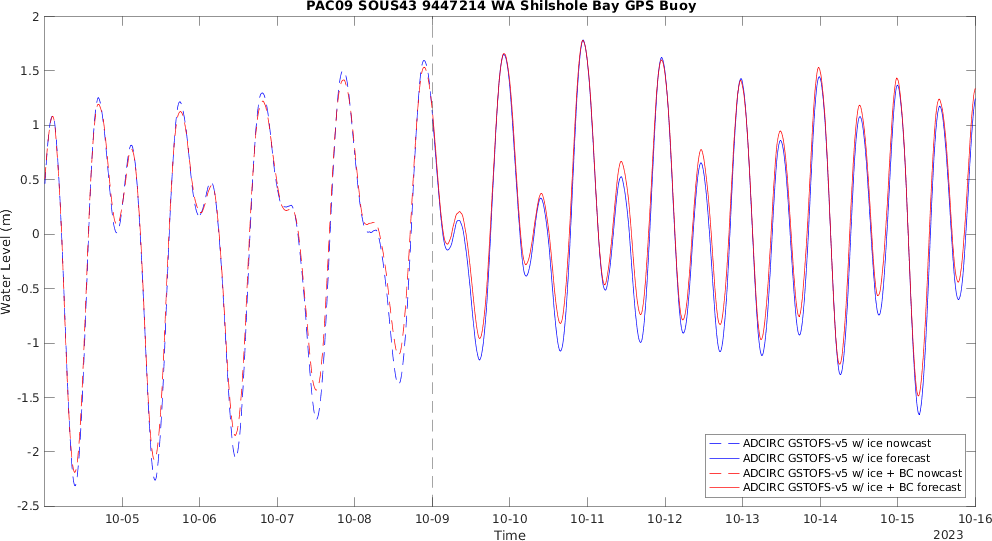 PAC09 SOUS43 9447214 WA Shilshole Bay GPS Buoy
2
1.5
1
0.5
0
-0.5
-1
-1.5
-2
-2.5
Water Level (m)
10-05 10-06 10-07 10-08 10-09 10-10 10-11 10-12 10-13 10-14 10-15 10-16
Time
2023
ADCIRC GSTOFS-v5 w/ ice nowcast
ADCIRC GSTOFS-v5 w/ ice forecast
ADCIRC GSTOFS-v5 w/ ice + BC nowcast
ADCIRC GSTOFS-v5 w/ ice + BC forecast